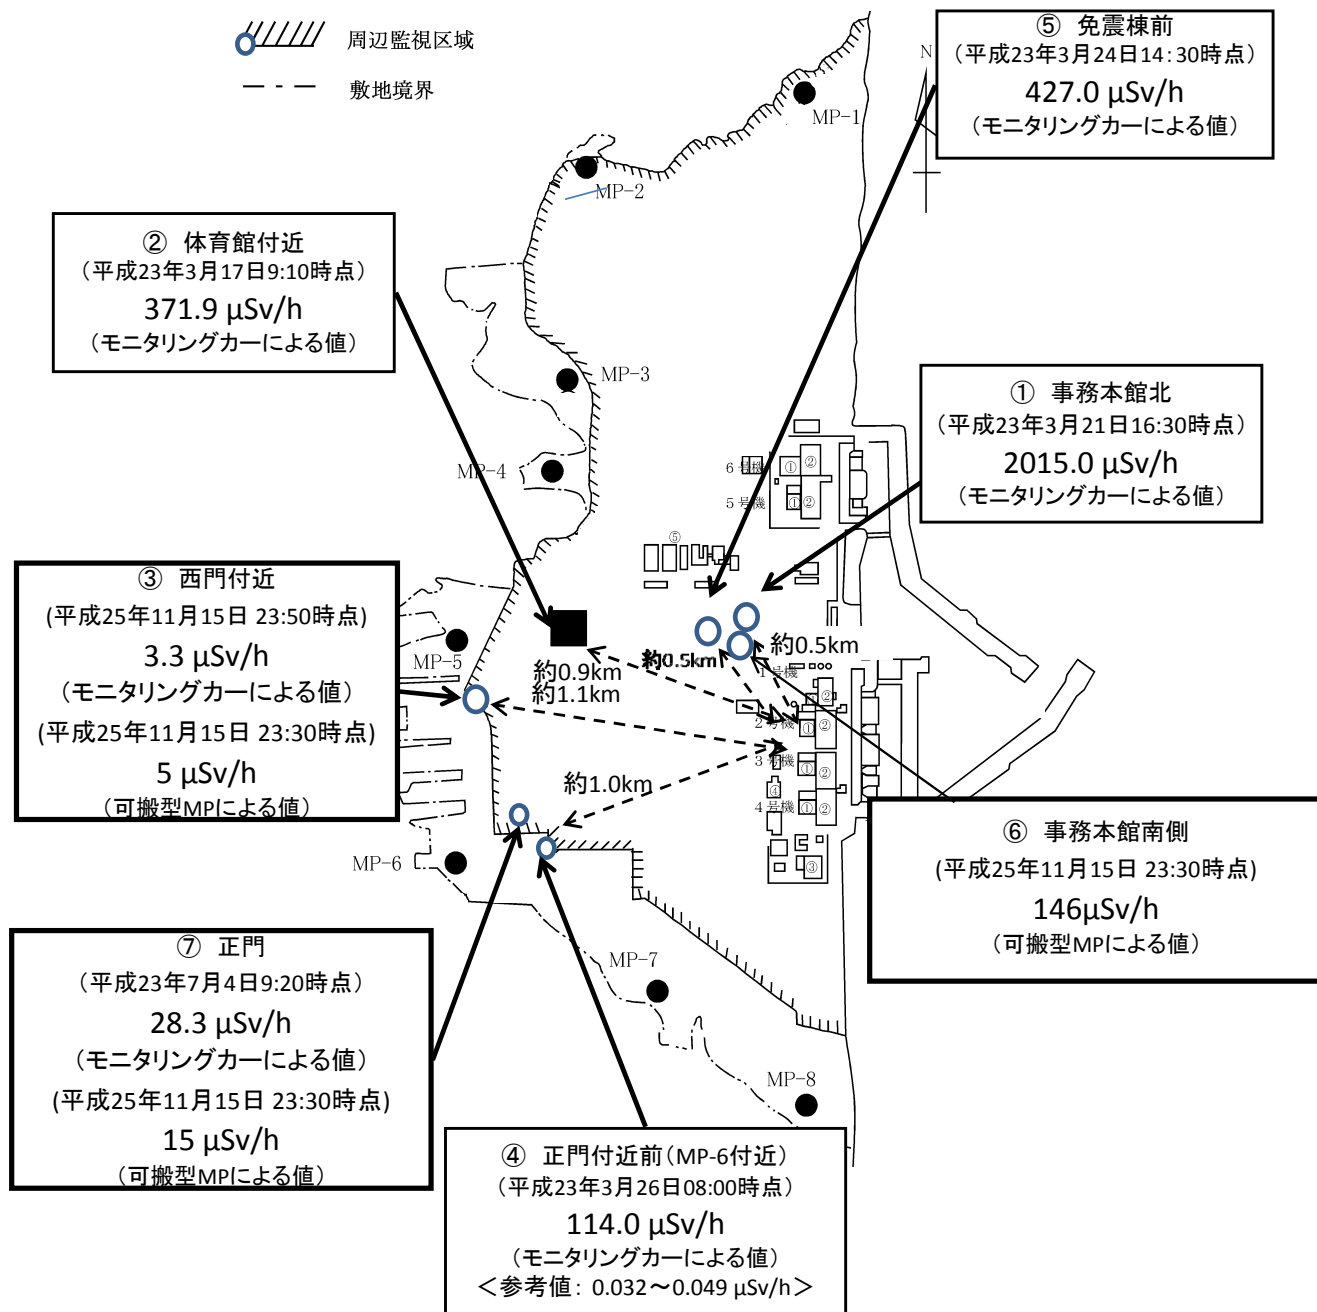 周辺監視区域
敷地境界
⑤ 免震棟前
（平成23年3月24日14:30時点）
427.0 µSv/h
（モニタリングカーによる値）
N
MP-1
MP-2
② 体育館付近
（平成23年3月17日9:10時点）
371.9 µSv/h
（モニタリングカーによる値）
MP-3
MP-4
① 事務本館北
（平成23年3月21日16:30時点）
2015.0 µSv/h
（モニタリングカーによる値）
6号機
① ②
5号機
① ②
⑤
③ 西門付近
(平成25年11月15日 23:50時点)
3.3 µSv/h
（モニタリングカーによる値）
(平成25年11月15日 23:30時点)
5 µSv/h
（可搬型MPによる値）
MP-5
約0.9km
約1.1km
約0.5km
約0.5km
1号機
②
2号機
① ②
3号機
① ②
④
4号機
① ②
③
約1.0km
MP-6
⑥ 事務本館南側
(平成25年11月15日 23:30時点)
146µSv/h
（可搬型MPによる値）
⑦ 正門
（平成23年7月4日9:20時点）
28.3 µSv/h
（モニタリングカーによる値）
(平成25年11月15日 23:30時点)
15 µSv/h
（可搬型MPによる値）
MP-7
MP-8
④ 正門付近前（MP-6付近）
（平成23年3月26日08:00時点）
114.0 µSv/h
（モニタリングカーによる値）
＜参考値：0.032～0.049 µSv/h＞